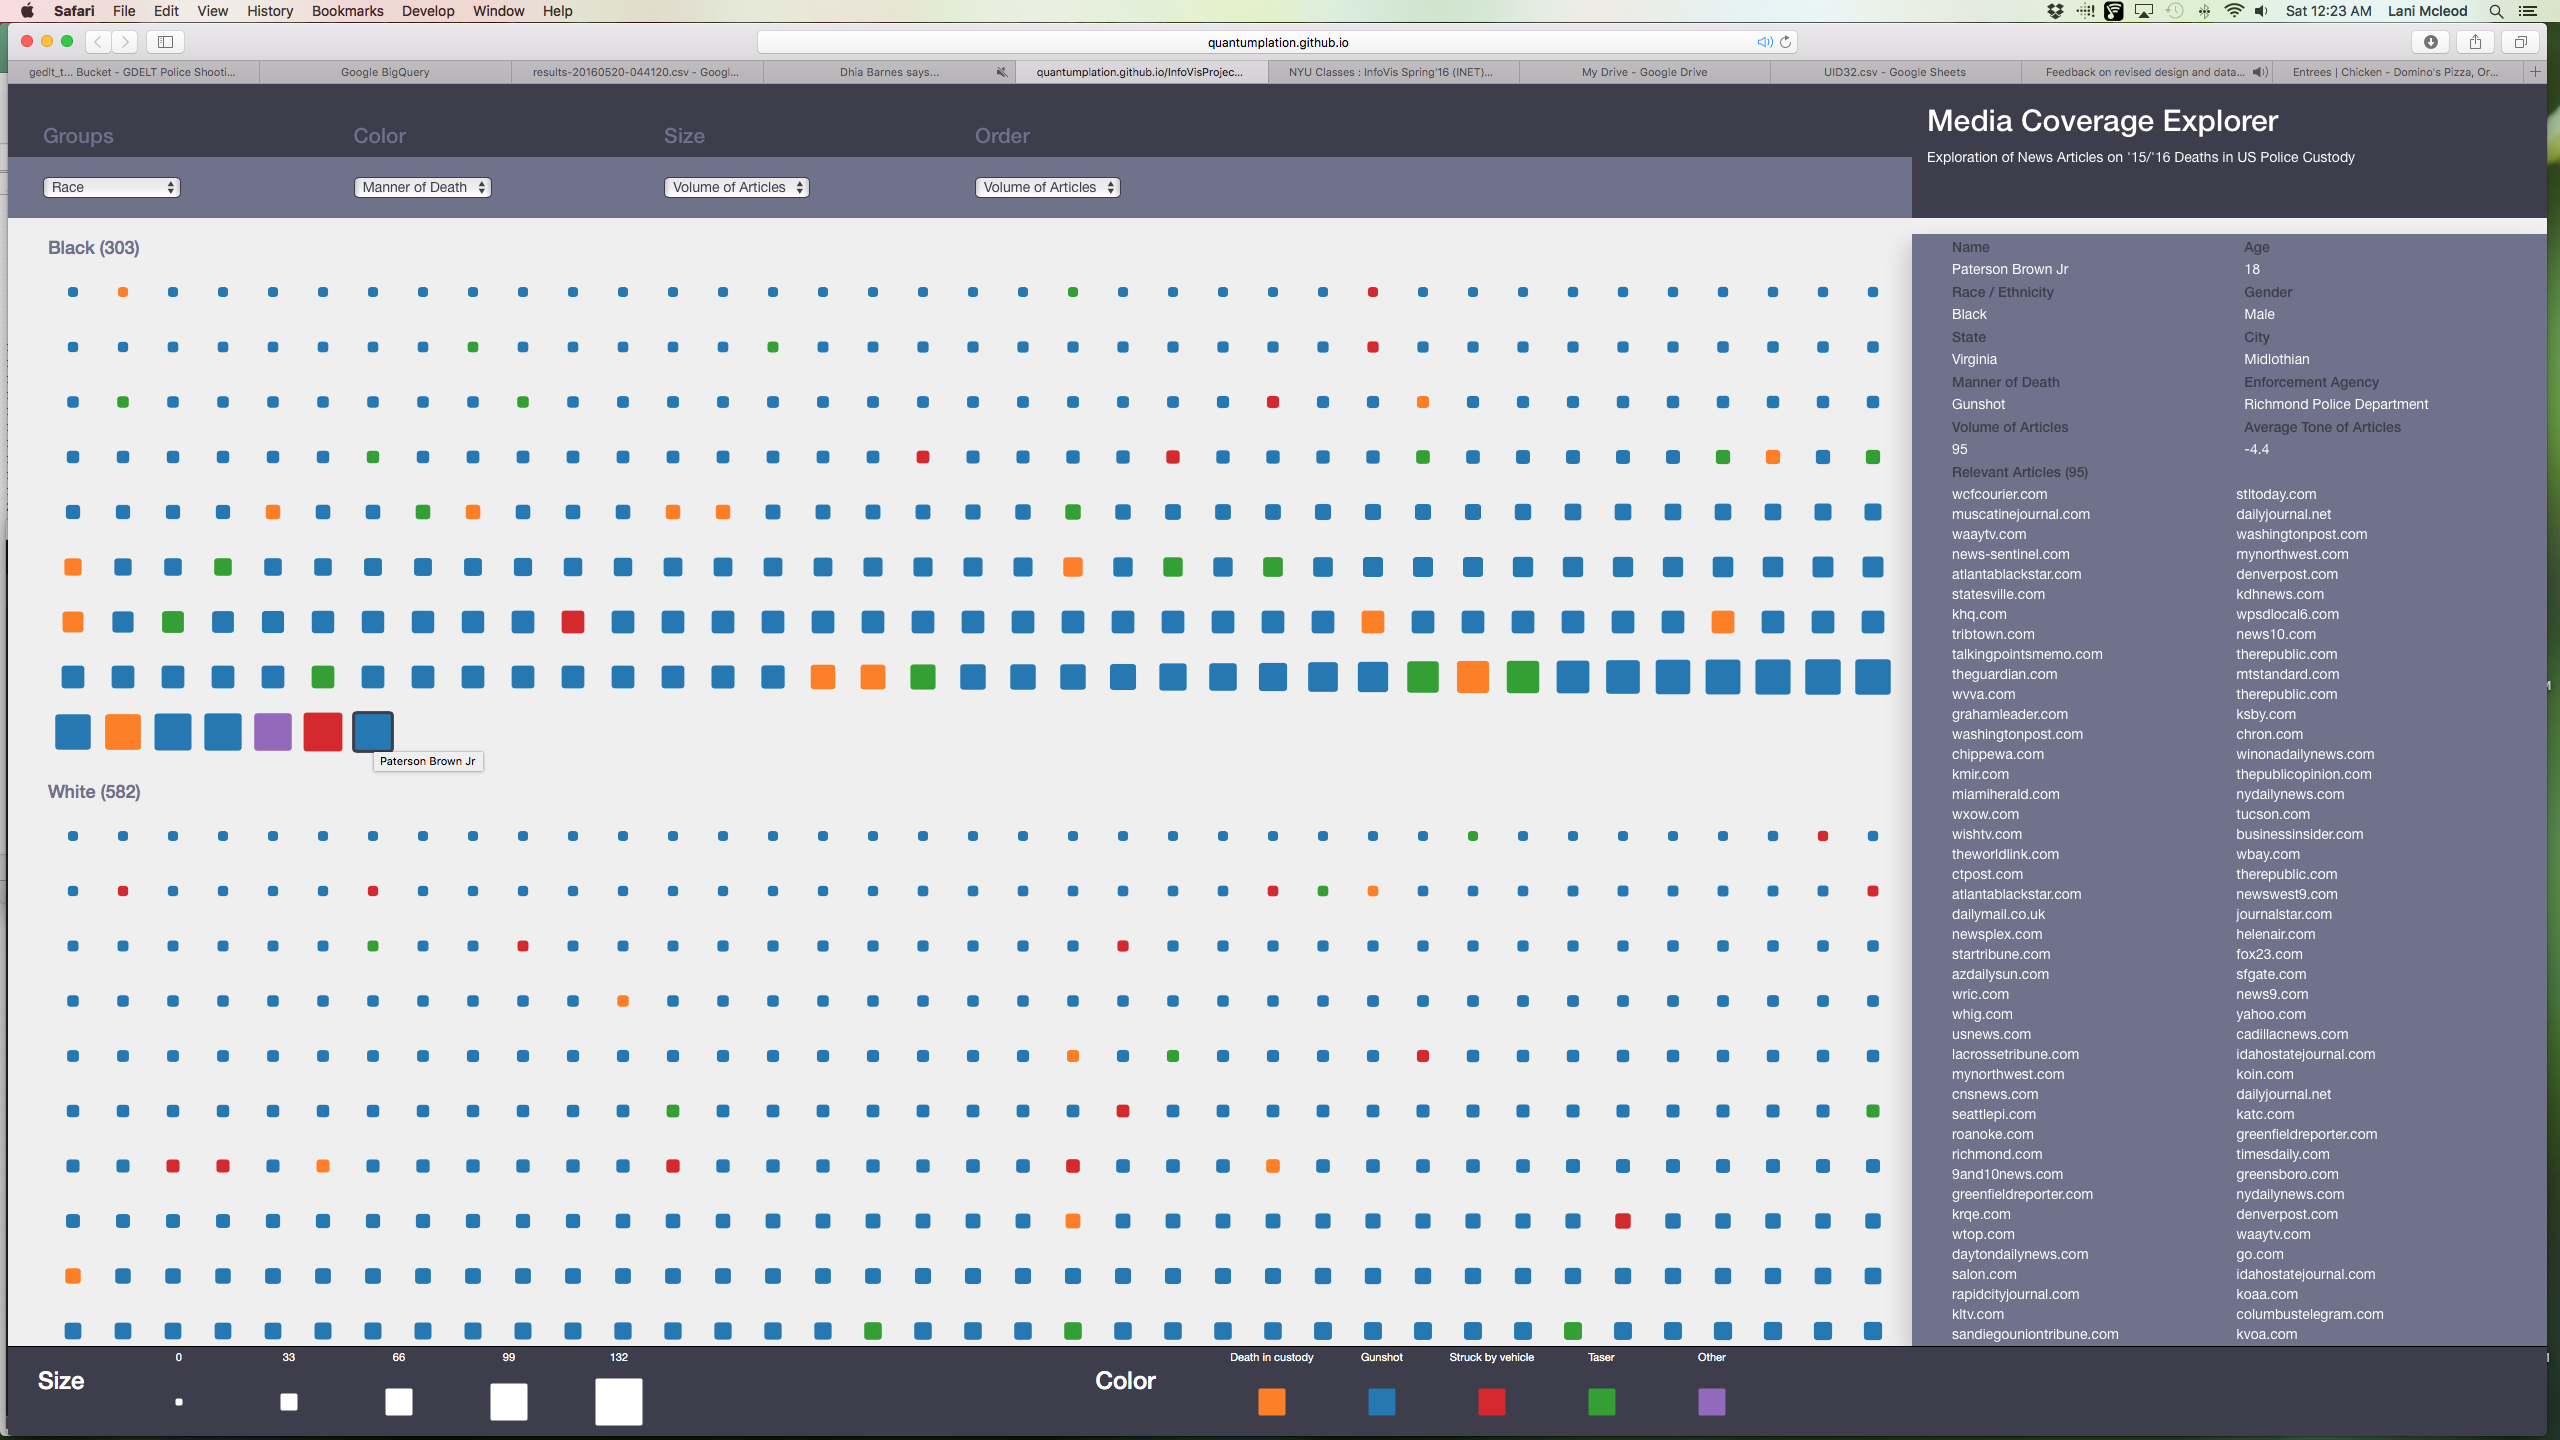 Safari File Edit View History Bookmarks Develop Window Help
Sat 12:23 AM Lani Mcleod
quantumplation.github.io
gedlt_t... Bucket - GDELT Police Shooti...
Google BigQuery
results-20160520-044120.csv - Googl...
Dhia Barnes says...
quantumplation.github.io/InfoVisProjec...
NYU Classes : InfoVis Spring'16 (INET)...
My Drive - Google Drive
UID32.csv - Google Sheets
Feedback on revised design and data...
Entrees | Chicken - Domino's Pizza, Or...
Groups Color Size Order
Race Manner of Death Volume of Articles Volume of Articles
Media Coverage Explorer
Exploration of News Articles on '15/'16 Deaths in US Police Custody
Black (303)
Paterson Brown Jr
White (582)
Name Age
Paterson Brown Jr 18
Race / Ethnicity Gender
Black Male
State City
Virginia Midlothian
Manner of Death Enforcement Agency
Gunshot Richmond Police Department
Volume of Articles Average Tone of Articles
95 -4.4
Relevant Articles (95)
wcfcourier.com stltoday.com
muscatinejournal.com dailyjournal.net
waaytv.com washingtonpost.com
news-sentinel.com mynorthwest.com
atlantablackstar.com denverpost.com
statesville.com kdhnews.com
khq.com wpsdlocal6.com
tribtown.com news10.com
talkingpointsmemo.com therepublic.com
theguardian.com mtstandard.com
wvva.com therepublic.com
grahamleader.com ksby.com
washingtonpost.com chron.com
chippewa.com winonadailynews.com
kmir.com thepublicopinion.com
miamiherald.com nydailynews.com
wxow.com tucson.com
wishtv.com businessinsider.com
theworldlink.com wbay.com
ctpost.com therepublic.com
atlantablackstar.com newswest9.com
dailymail.co.uk journalstar.com
newsplex.com helenair.com
startribune.com fox23.com
azdailysun.com sfgate.com
wric.com news9.com
whig.com yahoo.com
usnews.com cadillacnews.com
lacrossetribune.com idahostatejournal.com
mynorthwest.com koin.com
cnsnews.com dailyjournal.net
seattlepi.com katc.com
roanoke.com greenfieldreporter.com
richmond.com timesdaily.com
9and10news.com greensboro.com
greenfieldreporter.com nydailynews.com
krqe.com denverpost.com
wtop.com waaytv.com
daytondailynews.com go.com
salon.com idahostatejournal.com
rapidcityjournal.com koaa.com
kltv.com columbustelegram.com
sandiegouniontribune.com kvoa.com
Size 0 33 66 99 132
Color Death in custody Gunshot Struck by vehicle Taser Other